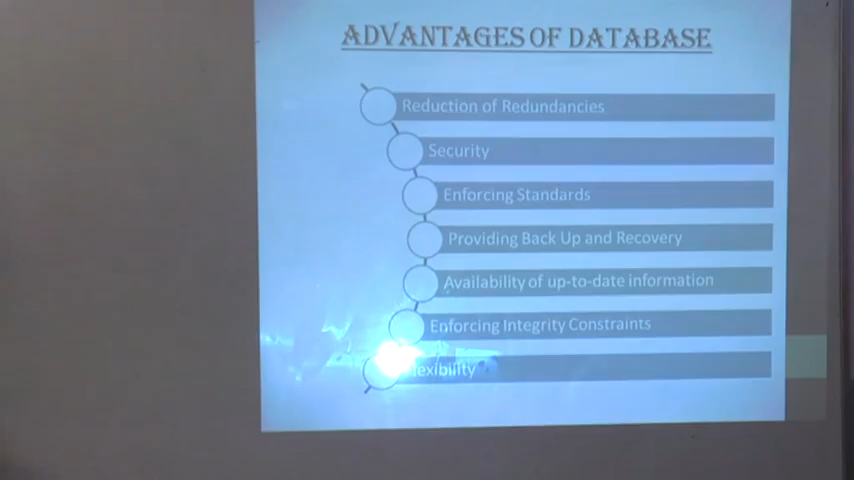 ADVANTAGES OF DATABASE
Reduction of Redundancies
Security
Enforcing Standards
Providing Back Up and Recovery
Availability of up-to-date information
Enforcing Integrity Constraints
Flexibility